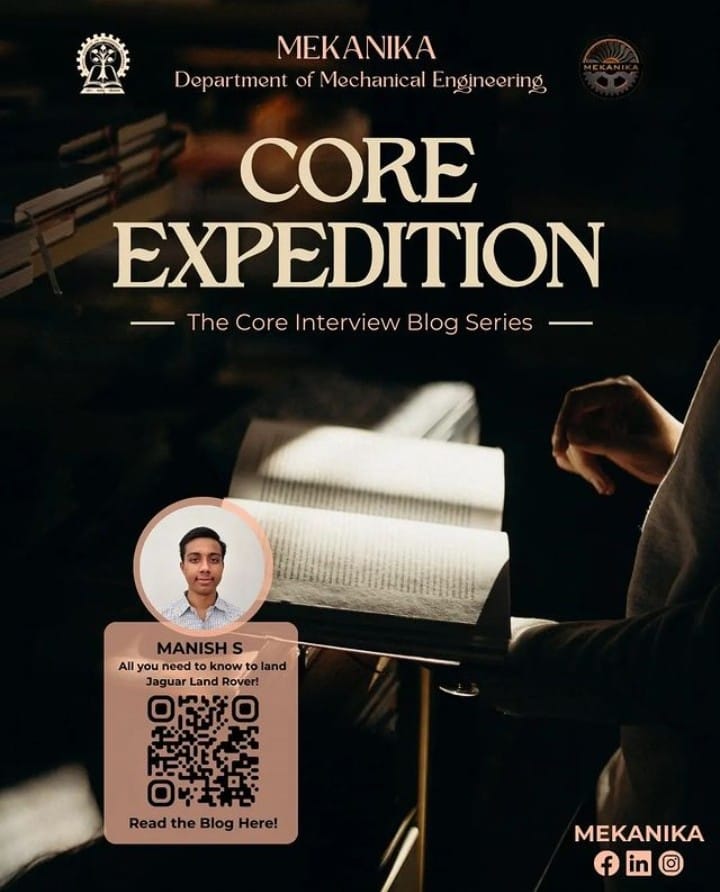 MEKANIKA
Department of Mechanical Engineering
MEKANIKA
CORE
EXPEDITION
The Core Interview Blog Series
MANISH S
All you need to know to land
Jaguar Land Rover!
Read the Blog Here!
MEKANIKA